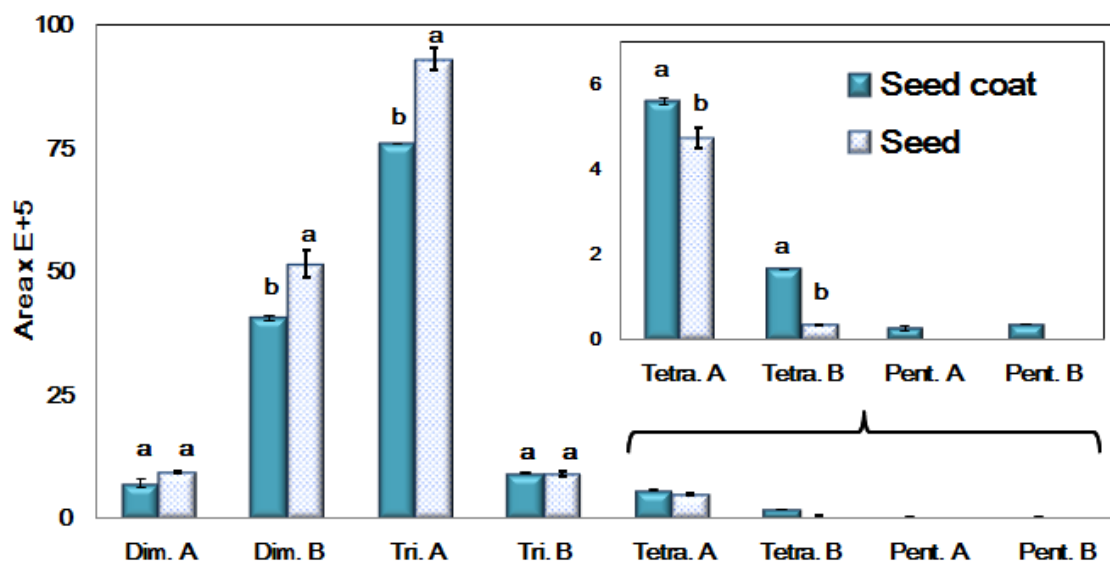 Area x E+5
100
75
50
25
0
a
a
b
a
b
a
a
a
Dim. A
Dim. B
Tri. A
Tri. B
Tetra. A
Tetra. B
Pent. A
Pent. B
6
4
2
0
a
b
a
b
Seed coat
Seed
Tetra. A
Tetra. B
Pent. A
Pent. B